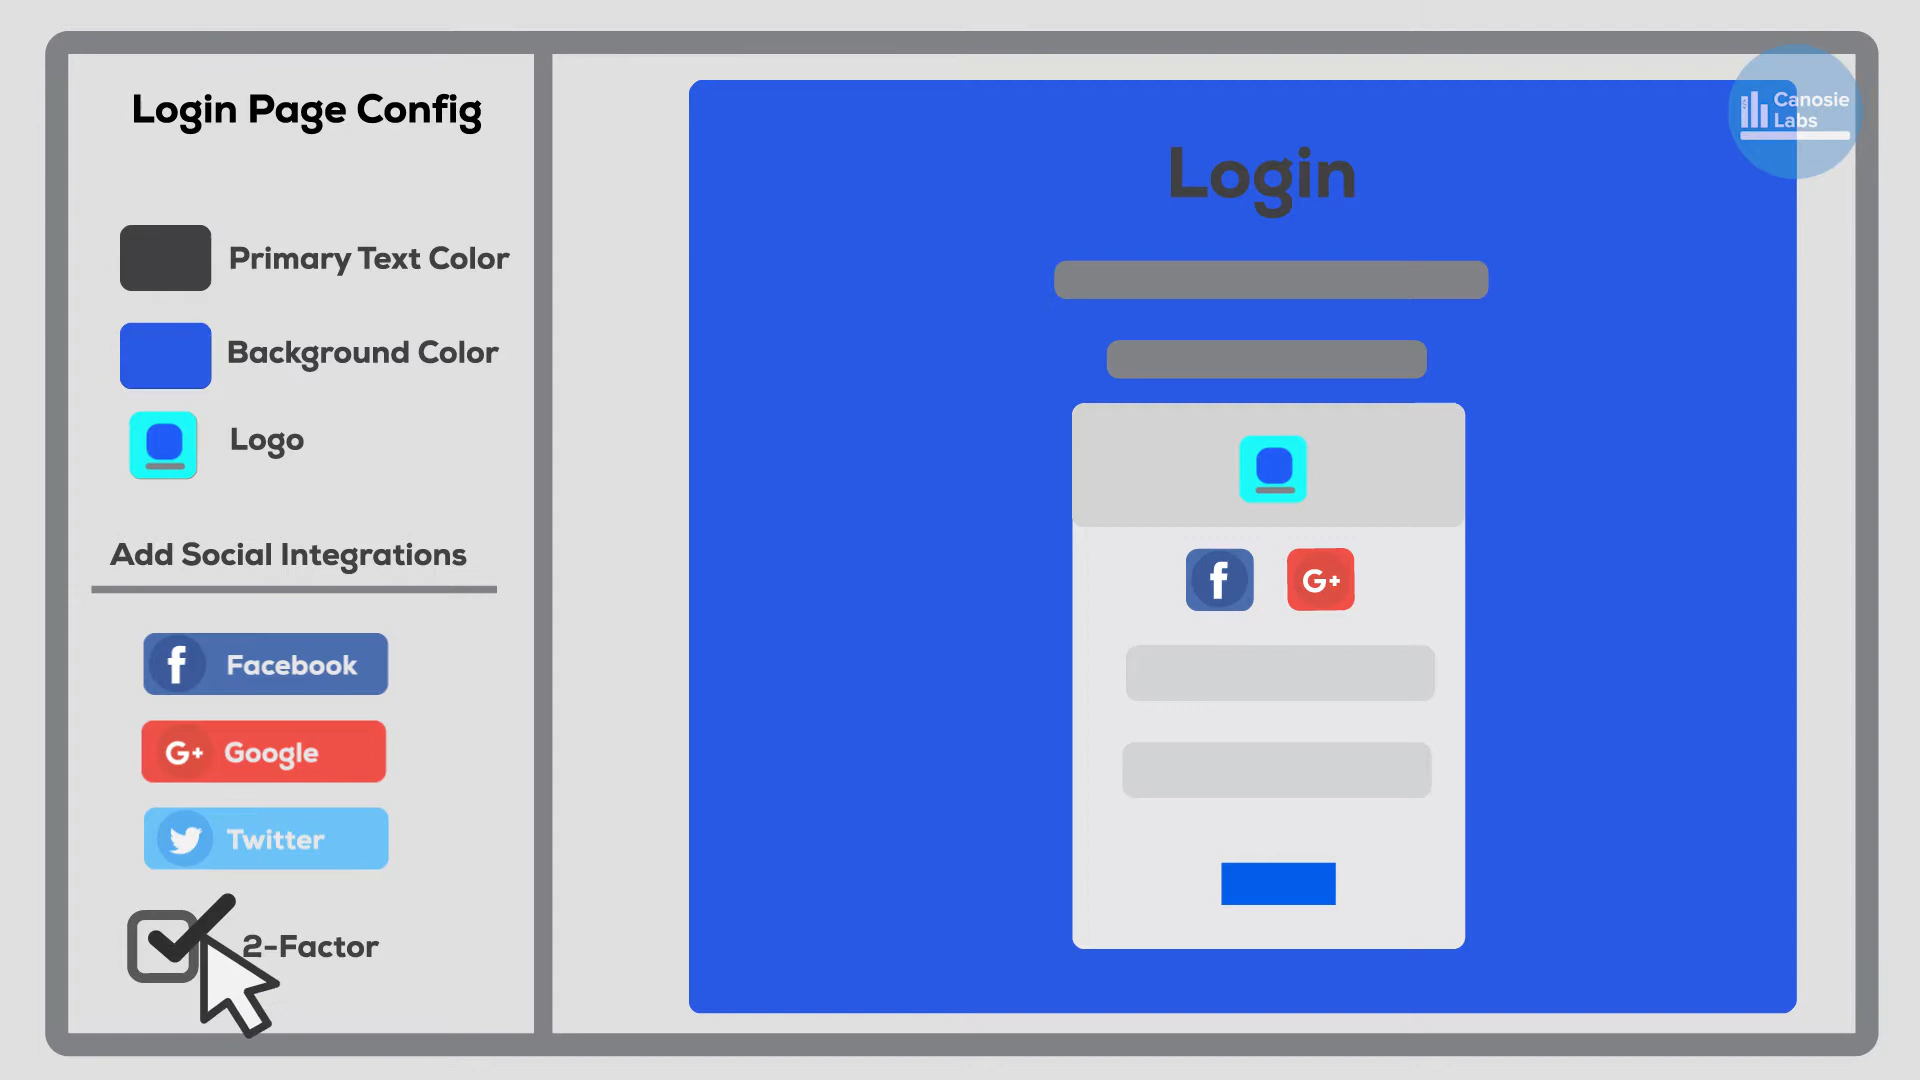 Login Page Config
Canosie
Labs
Login
Primary Text Color
Background Color
Logo
Add Social Integrations
f Facebook
G+ Google
Twitter
2-Factor
f
G+